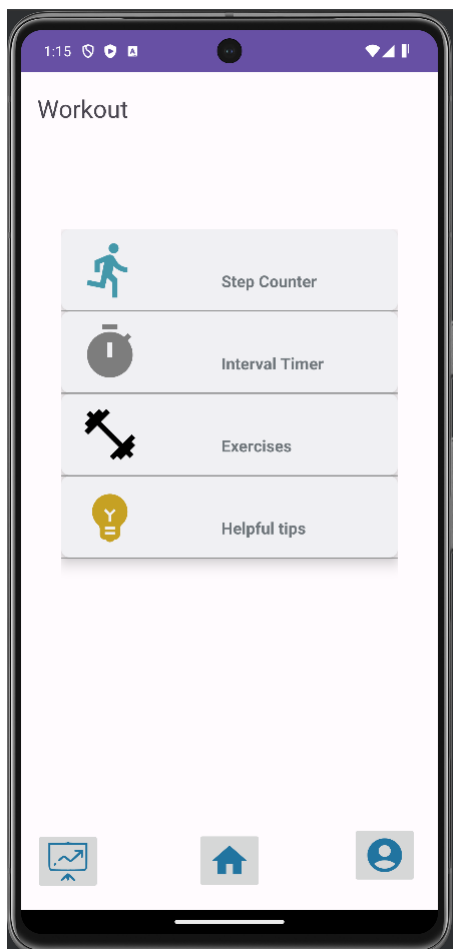 1:15
Workout
Step Counter
Interval Timer
Exercises
Helpful tips